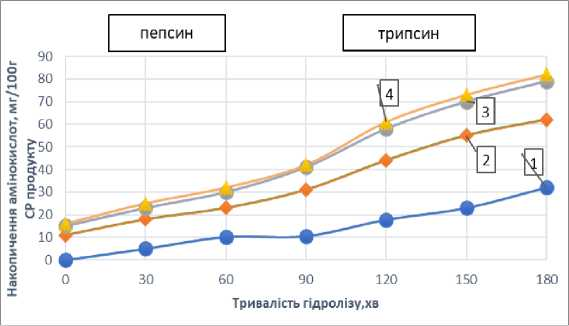 пепсин
трипсин
Накопичення амінокислот, мг/100г
СР продукту
90
80
70
60
50
40
30
20
10
0
4
3
2
1
0 30 60 90 120 150 180
Тривалість гідролізу,хв